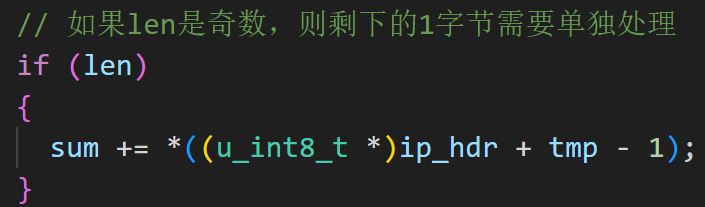 // 如果len是奇数，则剩下的1字节需要单独处理
if (len)
{
  sum += *((u_int8_t *)ip_hdr + tmp - 1);
}